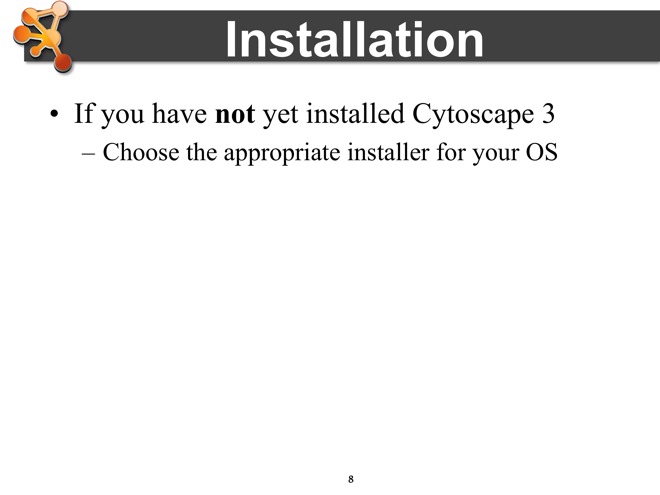 Installation
• If you have not yet installed Cytoscape 3
– Choose the appropriate installer for your OS
8